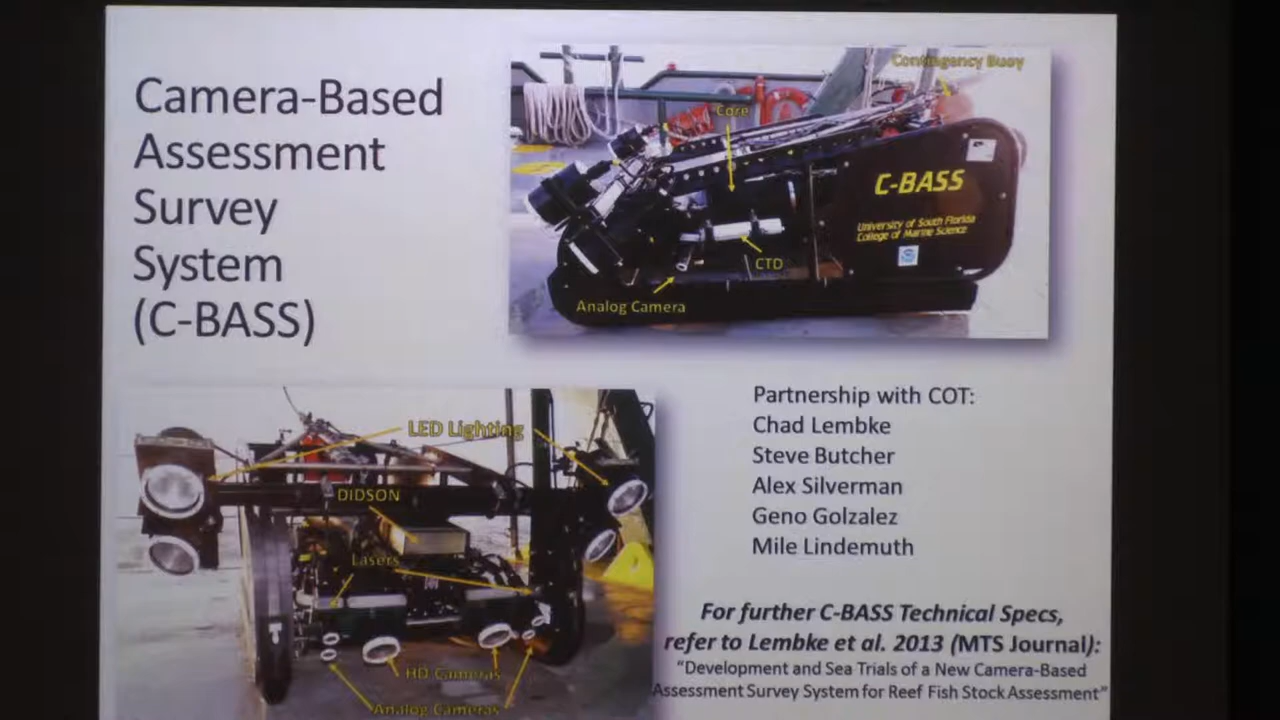 Camera-Based
Assessment
Survey
System
(C-BASS)
Contingency Buoy
Core
C-BASS
University of South Florida
College of Marine Science
CTD
Analog Camera
LED Lighting
DIDSON
Lasers
HD Cameras
Analog Cameras
Partnership with COT:
Chad Lembke
Steve Butcher
Alex Silverman
Geno Golzalez
Mile Lindemuth
For further C-BASS Technical Specs,
refer to Lembke et al. 2013 (MTS Journal):
“Development and Sea Trials of a New Camera-Based
Assessment Survey System for Reef Fish Stock Assessment”